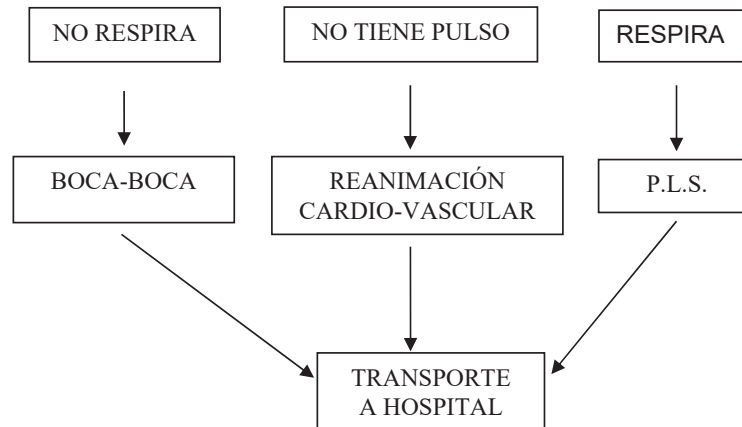 NO RESPIRA
NO TIENE PULSO
RESPIRA
BOCA-BOCA
REANIMACIÓN
CARDIO-VASCULAR
P.L.S.
TRANSPORTE
A HOSPITAL